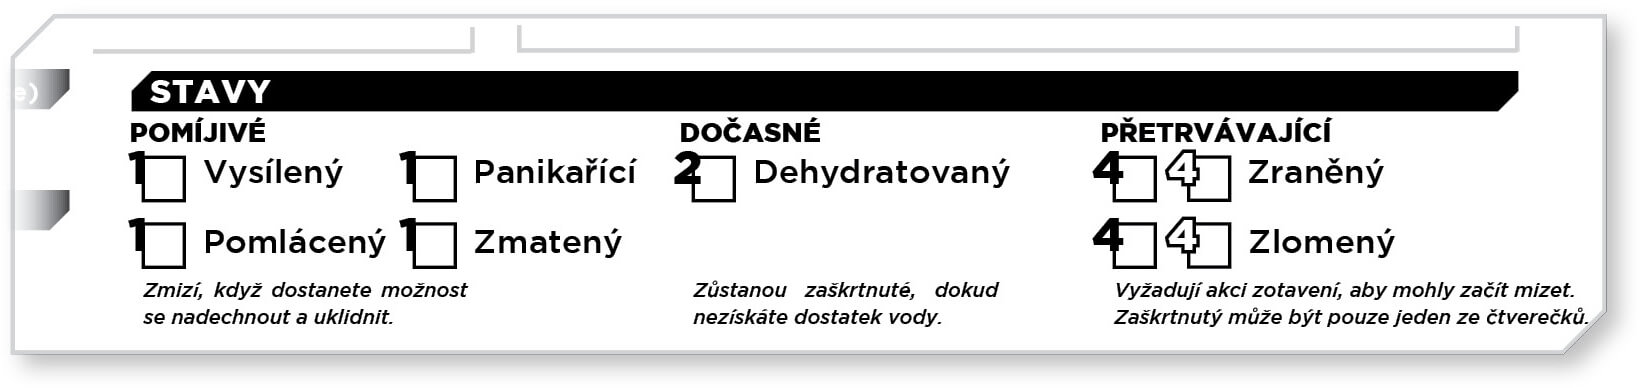 e)
STAVY
POMÍJIVÉ
1 Vysílený
1 Panikařící
1 Pomlácený
1 Zmatený
Zmizí, když dostanete možnost
se nadechnout a uklidnit.
DOČASNÉ
2 Dehydratovaný
Zůstanou zaškrtnuté, dokud
nezískáte dostatek vody.
PŘETRVÁVAJÍCÍ
4 4 Zraněný
4 4 Zlomený
Vyžadují akci zotavení, aby mohly začít mizet.
Zaškrtnutý může být pouze jeden ze čtverečků.